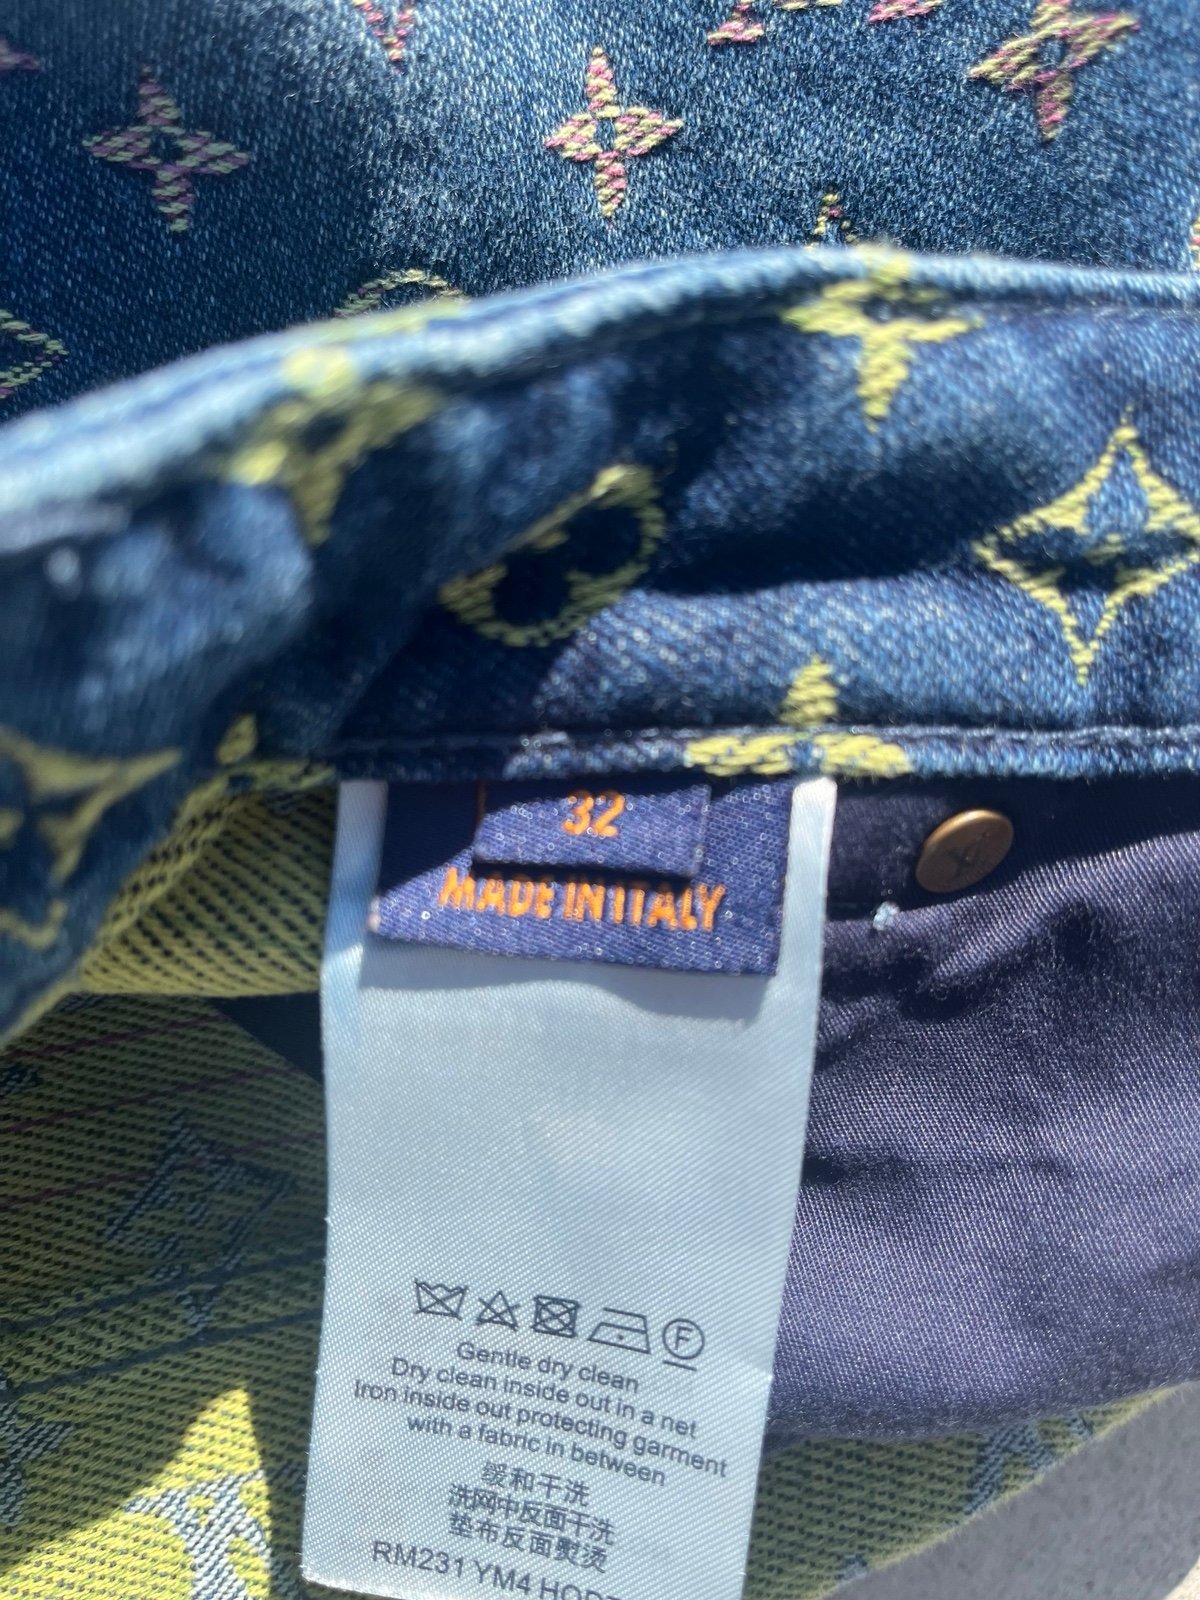 32
MADE IN ITALY
F
Gentle dry clean
Dry clean inside out in a net
Iron inside out protecting garment
with a fabric in between
缓和干洗
洗网中反面干洗
垫布反面熨烫
RM231 YM4